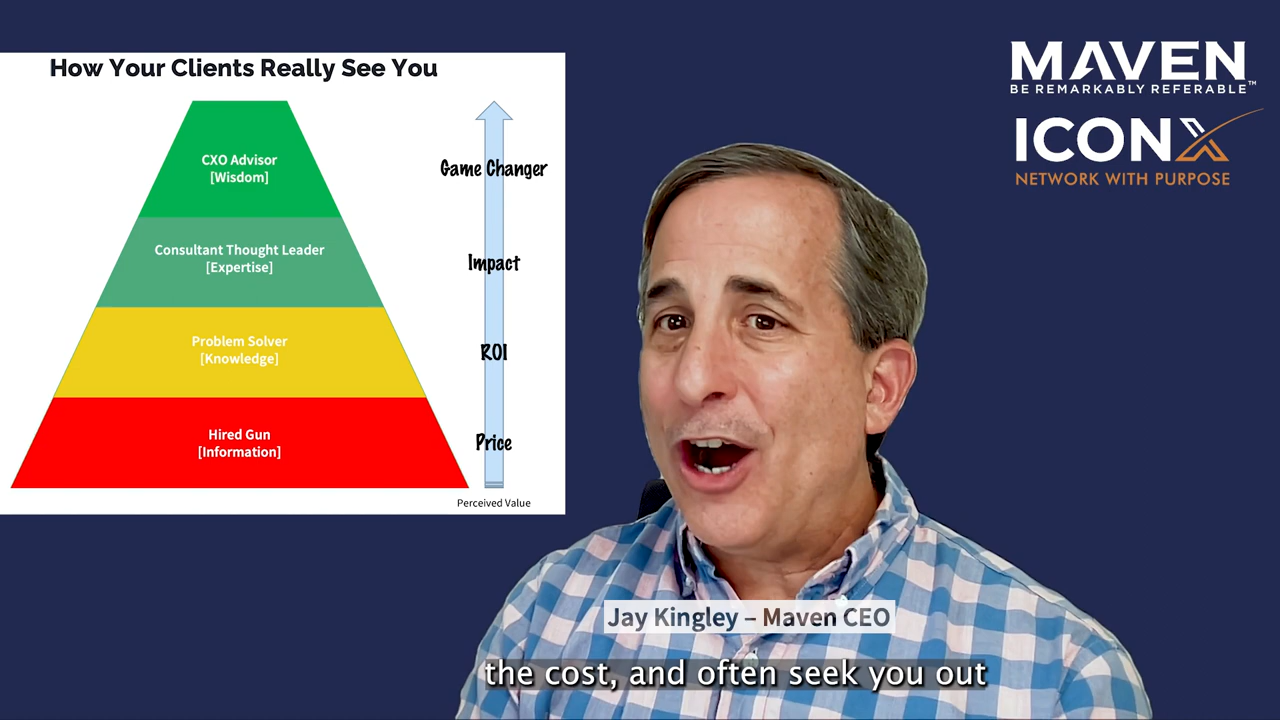 How Your Clients Really See You
CXO Advisor
[Wisdom]
Consultant Thought Leader
[Expertise]
Problem Solver
[Knowledge]
Hired Gun
[Information]
Game Changer
Impact
ROI
Price
Perceived Value
MAVEN
BE REMARKABLY REFERABLE™
ICONX
NETWORK WITH PURPOSE
Jay Kingley – Maven CEO
the cost, and often seek you out